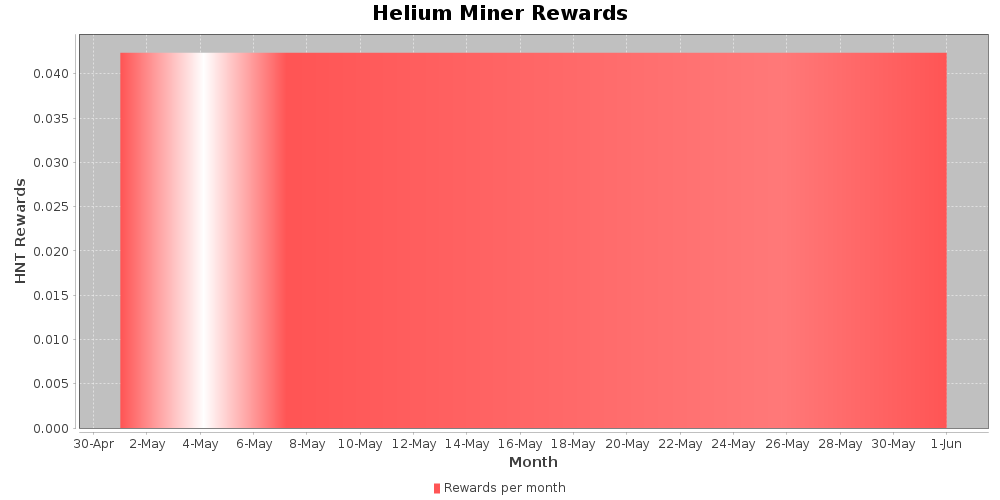 Helium Miner Rewards
HNT Rewards
0.040
0.035
0.030
0.025
0.020
0.015
0.010
0.005
0.000
30-Apr 2-May 4-May 6-May 8-May 10-May 12-May 14-May 16-May 18-May 20-May 22-May 24-May 26-May 28-May 30-May 1-Jun
Month
Rewards per month